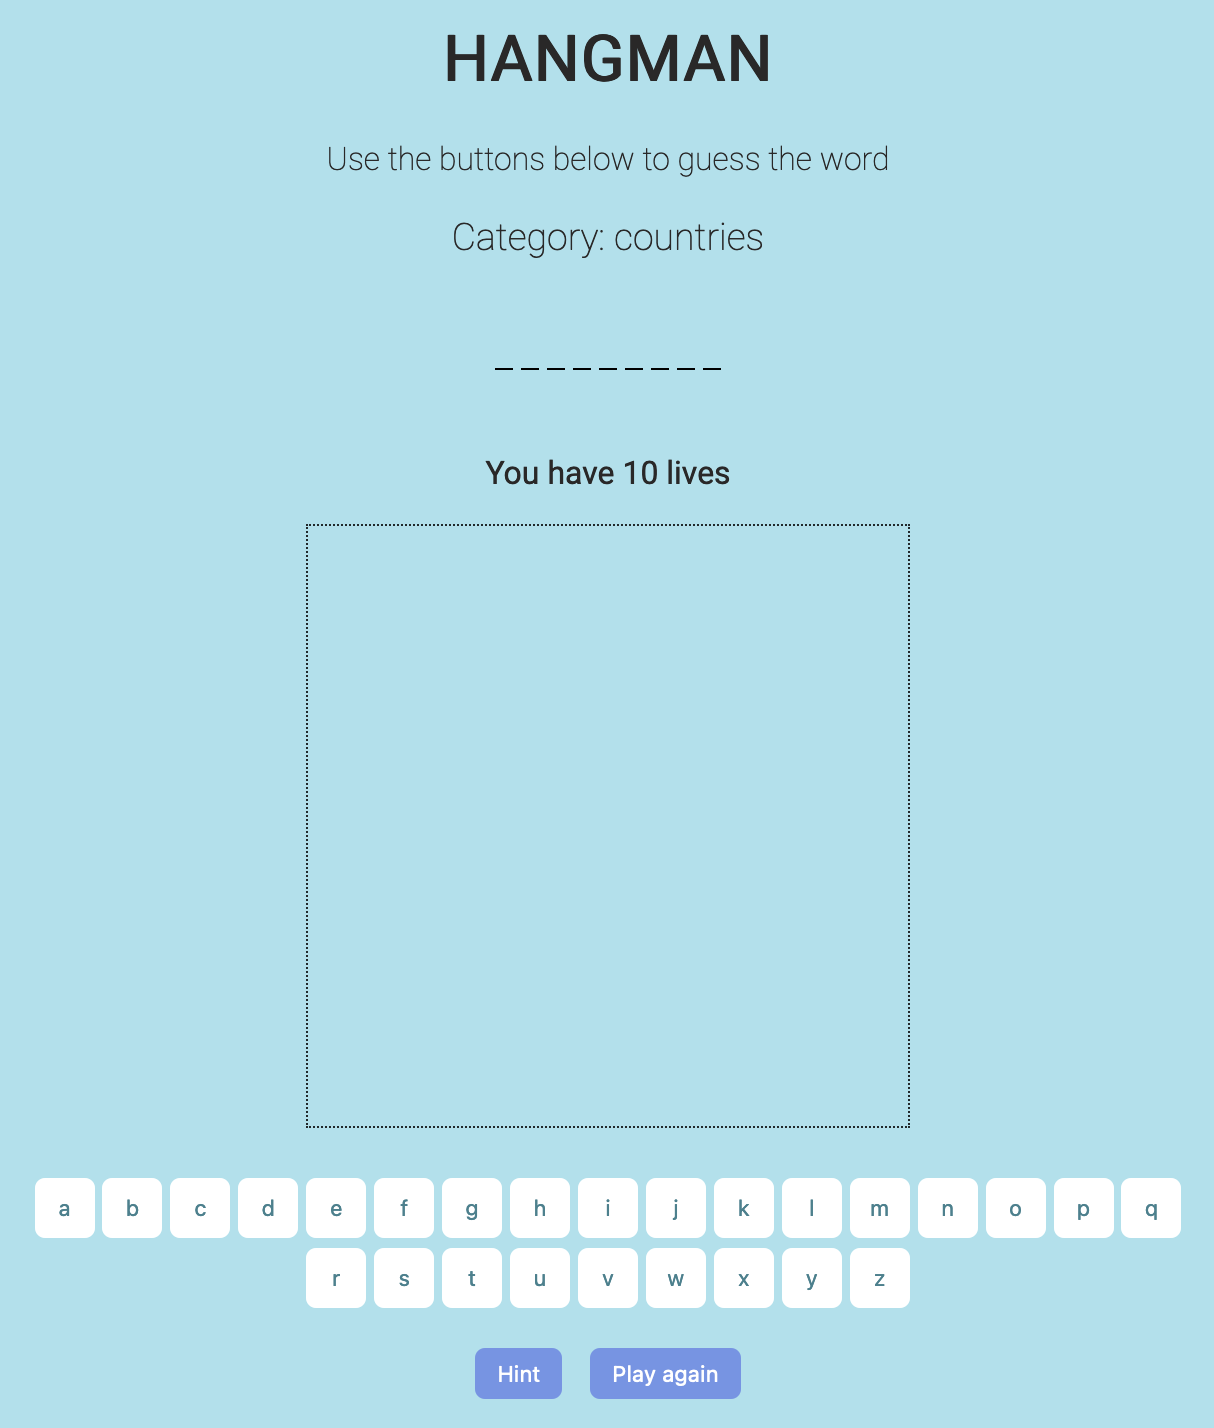 HANGMAN
Use the buttons below to guess the word
Category: countries
_ _ _ _ _ _ _ _ _
You have 10 lives
a b c d e f g h i j k l m n o p q
r s t u v w x y z
Hint Play again